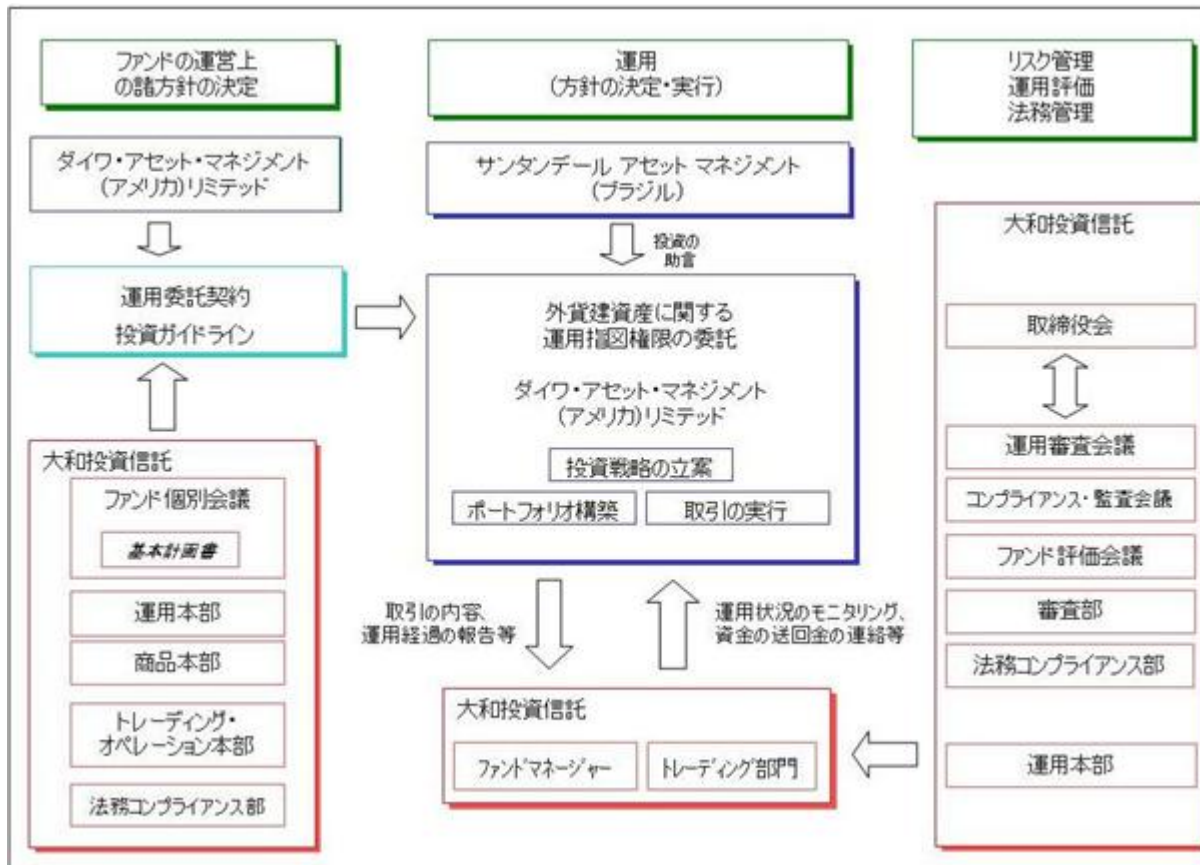 ファンドの運営上
の諸方針の決定
ダイワ・アセット・マネジメント
(アメリカ)リミテッド
運用委託契約
投資ガイドライン
大和投資信託
ファンド個別会議
基本計画書
運用本部
商品本部
トレーディング・
オペレーション本部
法務コンプライアンス部
運用
(方針の決定・実行)
サンタンデール アセット マネジメント
(ブラジル)
投資の
助言
外貨建資産に関する
運用指図権限の委託
ダイワ・アセット・マネジメント
(アメリカ)リミテッド
投資戦略の立案
ポートフォリオ構築
取引の実行
取引の内容、
運用経過の報告等
運用状況のモニタリング、
資金の送回金の連絡等
大和投資信託
ファンドマネージャー
トレーディング部門
リスク管理
運用評価
法務管理
大和投資信託
取締役会
運用審査会議
コンプライアンス・監査会議
ファンド評価会議
審査部
法務コンプライアンス部
運用本部